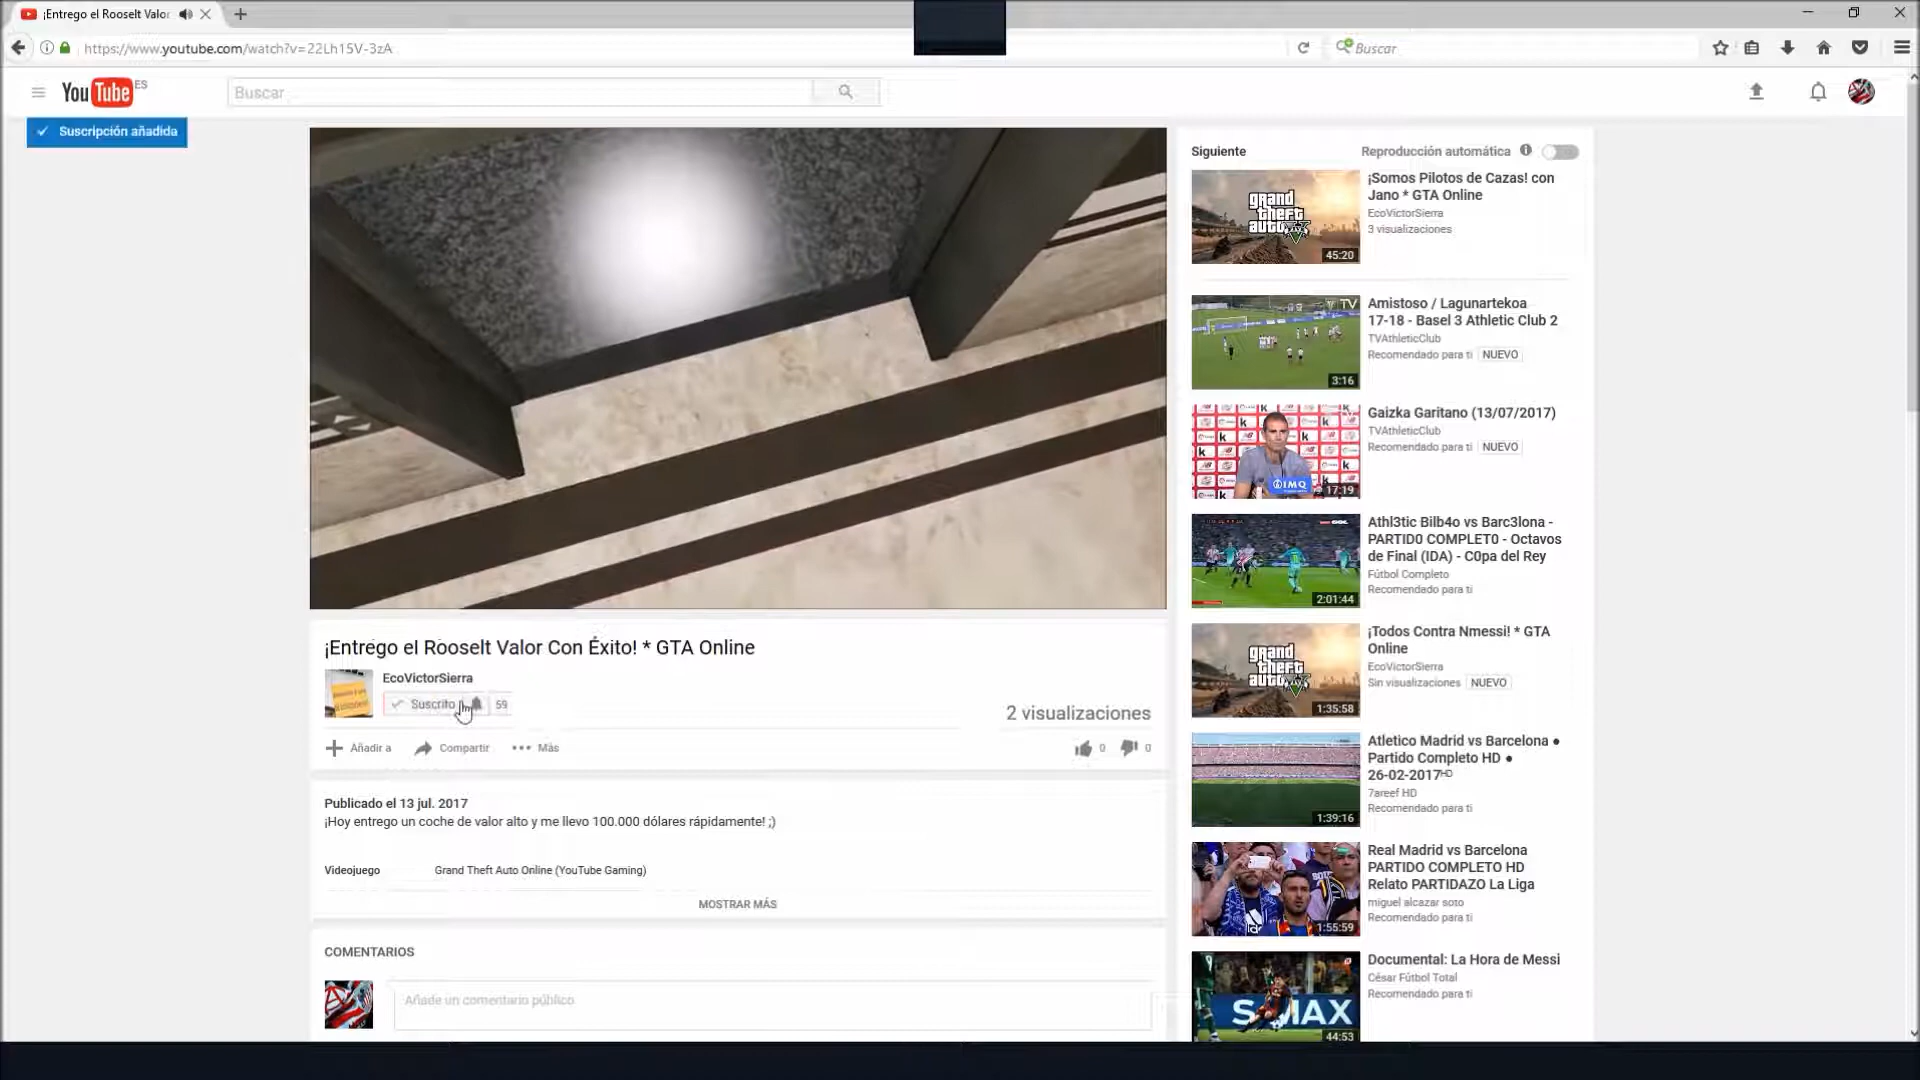 ¡Entrego el Rooselt Valor
https://www.youtube.com/watch?v=22Lh15V-3zA
Buscar
YouTube ES
Buscar
Suscripción añadida
¡Entrego el Rooselt Valor Con Éxito! * GTA Online
EcoVictorSierra
Suscrito 59
2 visualizaciones
Añadir a
Compartir
Más
0
0
Publicado el 13 jul. 2017
¡Hoy entrego un coche de valor alto y me llevo 100.000 dólares rápidamente! ;)
Videojuego
Grand Theft Auto Online (YouTube Gaming)
MOSTRAR MÁS
COMENTARIOS
Añade un comentario público
Siguiente
Reproducción automática
grand
theft
auto V
45:20
¡Somos Pilotos de Cazas! con
Jano * GTA Online
EcoVictorSierra
3 visualizaciones
TV
3:16
Amistoso / Lagunartekoa
17-18 - Basel 3 Athletic Club 2
TVAthleticClub
Recomendado para ti NUEVO
IMQ
17:19
Gaizka Garitano (13/07/2017)
TVAthleticClub
Recomendado para ti NUEVO
2:01:44
Athl3tic Bilb4o vs Barc3lona -
PARTID0 COMPLET0 - Octavos
de Final (IDA) - C0pa del Rey
Fútbol Completo
Recomendado para ti
grand
theft
auto V
1:35:58
¡Todos Contra Nmessi! * GTA
Online
EcoVictorSierra
Sin visualizaciones NUEVO
1:39:16
Atletico Madrid vs Barcelona ●
Partido Completo HD ●
26-02-2017ᴴᴰ
7areef HD
Recomendado para ti
1:55:59
Real Madrid vs Barcelona
PARTIDO COMPLETO HD
Relato PARTIDAZO La Liga
miguel alcazar soto
Recomendado para ti
44:53
Documental: La Hora de Messi
César Fútbol Total
Recomendado para ti